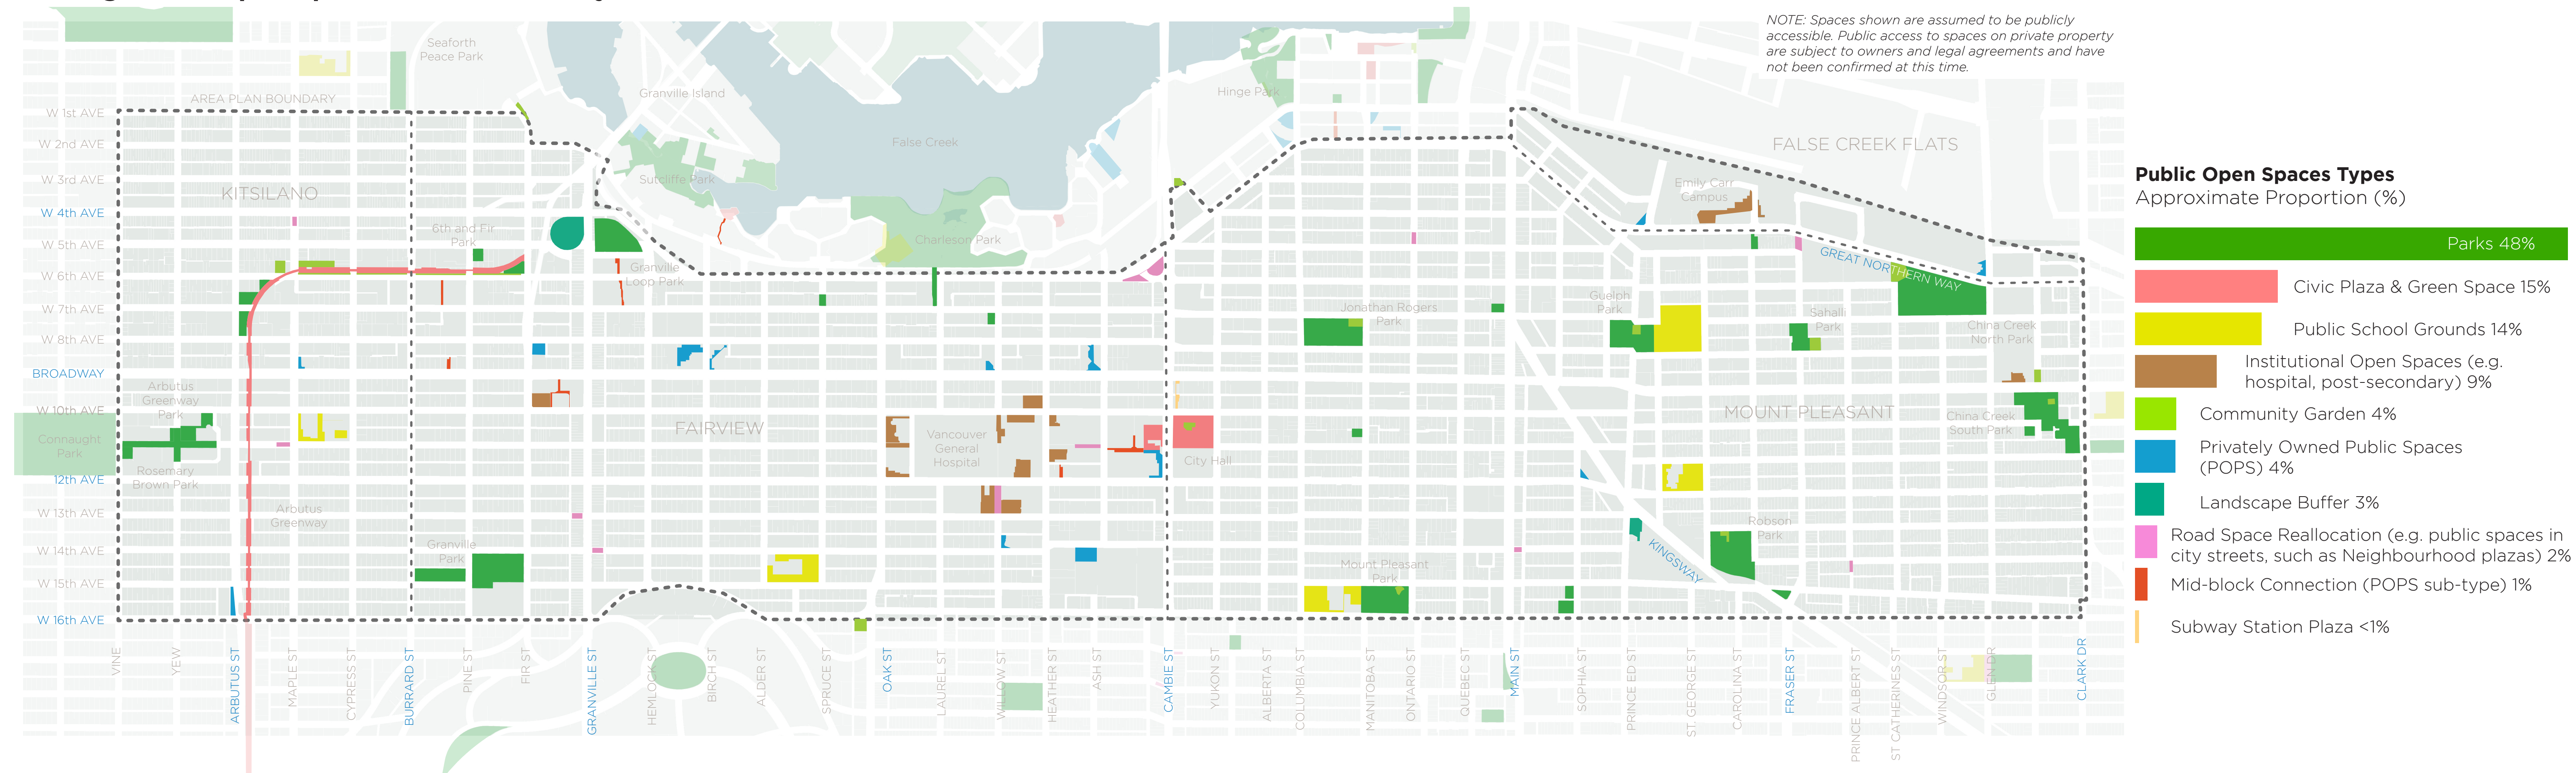 NOTE: Spaces shown are assumed to be publicly
accessible. Public access to spaces on private property
are subject to owners and legal agreements and have
not been confirmed at this time.
Seaforth
Peace Park
Granville Island
Hinge Park
AREA PLAN BOUNDARY
W 1st AVE
W 2nd AVE
W 3rd AVE
W 4th AVE
W 5th AVE
W 6th AVE
W 7th AVE
W 8th AVE
BROADWAY
W 10th AVE
12th AVE
W 13th AVE
W 14th AVE
W 15th AVE
W 16th AVE
False Creek
FALSE CREEK FLATS
KITSILANO
Sutcliffe Park
Emily Carr
Campus
6th and Fir
Park
Charleson Park
Granville
Loop Park
GREAT NORTHERN WAY
Jonathan Rogers
Park
Guelph
Park
Sahalli
Park
China Creek
North Park
Arbutus
Greenway
Park
Connaught
Park
Rosemary
Brown Park
FAIRVIEW
Vancouver
General
Hospital
City Hall
MOUNT PLEASANT
China Creek
South Park
Arbutus
Greenway
Granville
Park
Mount Pleasant
Park
Robson
Park
KINGSWAY
VINE
YEW
ARBUTUS ST
MAPLE ST
CYPRESS ST
BURRARD ST
PINE ST
FIR ST
GRANVILLE ST
HEMLOCK ST
BIRCH ST
ALDER ST
SPRUCE ST
OAK ST
LAUREL ST
WILLOW ST
HEATHER ST
ASH ST
CAMBIE ST
YUKON ST
ALBERTA ST
COLUMBIA ST
MANITOBA ST
ONTARIO ST
QUEBEC ST
MAIN ST
SOPHIA ST
PRINCE ED ST
ST. GEORGE ST
CAROLINA ST
FRASER ST
PRINCE ALBERT ST
ST CATHERINES ST
WINDSOR ST
GLEN DR
CLARK DR
Public Open Spaces Types
Approximate Proportion (%)
Parks 48%
Civic Plaza & Green Space 15%
Public School Grounds 14%
Institutional Open Spaces (e.g.
hospital, post-secondary) 9%
Community Garden 4%
Privately Owned Public Spaces
(POPS) 4%
Landscape Buffer 3%
Road Space Reallocation (e.g. public spaces in
city streets, such as Neighbourhood plazas) 2%
Mid-block Connection (POPS sub-type) 1%
Subway Station Plaza <1%